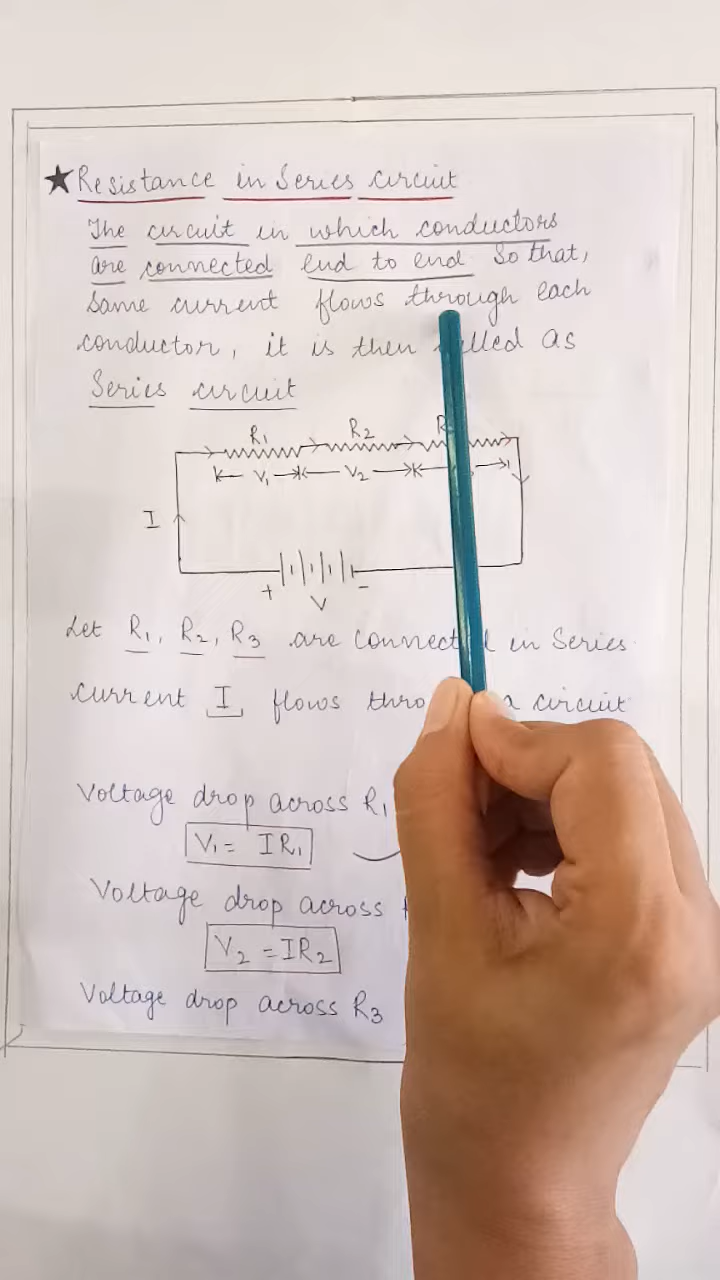 ★ Resistance in Series circuit
The circuit in which conductors
are connected end to end so that,
same current flows through each
conductor, it is then called as
Series circuit
R1 R2
V1 V2
I
+ -
V
Let R1, R2, R3 are connected in Series
current I flows a circuit
Voltage drop across R1
V1 = IR1
Voltage drop across
V2 = IR2
Voltage drop across R3